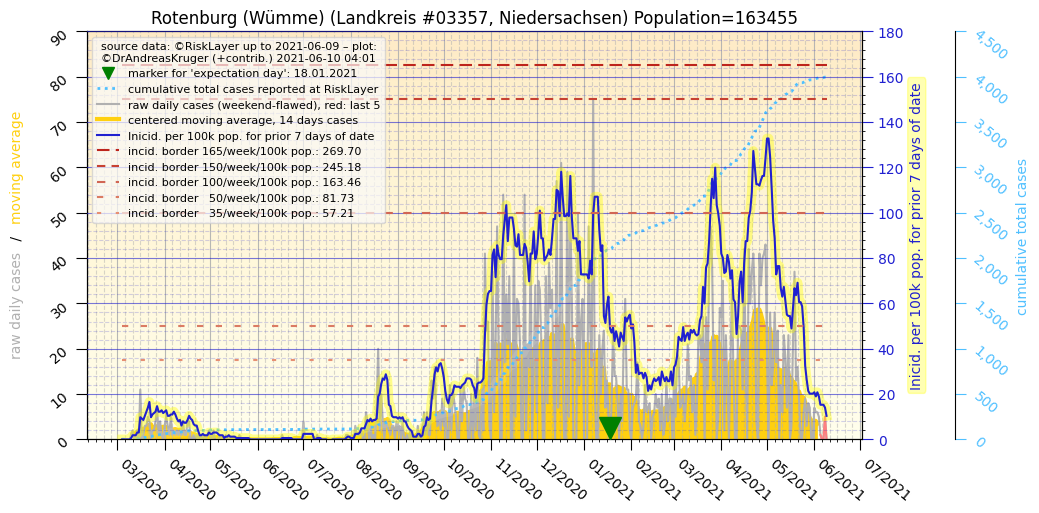 Rotenburg (Wümme) (Landkreis #03357, Niedersachsen) Population=163455
source data: ©RiskLayer up to 2021-06-09 – plot:
©DrAndreasKruger (+contrib.) 2021-06-10 04:01
marker for 'expectation day': 18.01.2021
cumulative total cases reported at RiskLayer
raw daily cases (weekend-flawed), red: last 5
centered moving average, 14 days cases
Inicid. per 100k pop. for prior 7 days of date
incid. border 165/week/100k pop.: 269.70
incid. border 150/week/100k pop.: 245.18
incid. border 100/week/100k pop.: 163.46
incid. border 50/week/100k pop.: 81.73
incid. border 35/week/100k pop.: 57.21
raw daily cases / moving average
90
80
70
60
50
40
30
20
10
0
03/2020
04/2020
05/2020
06/2020
07/2020
08/2020
09/2020
10/2020
11/2020
12/2020
01/2021
02/2021
03/2021
04/2021
05/2021
06/2021
07/2021
180
160
140
120
100
80
60
40
20
0
Inicid. per 100k pop. for prior 7 days of date
4,500
4,000
3,500
3,000
2,500
2,000
1,500
1,000
500
0
cumulative total cases